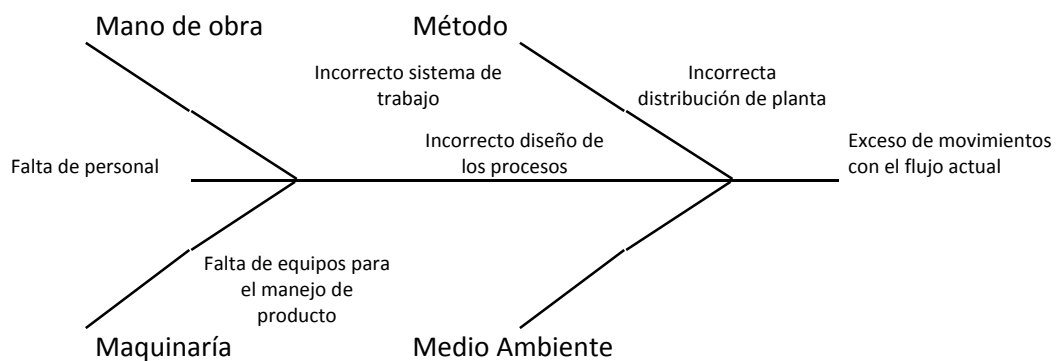 Mano de obra
Método
Incorrecto sistema de
trabajo
Incorrecta
distribución de planta
Falta de personal
Incorrecto diseño de
los procesos
Exceso de movimientos
con el flujo actual
Falta de equipos para
el manejo de
producto
Maquinaría
Medio Ambiente